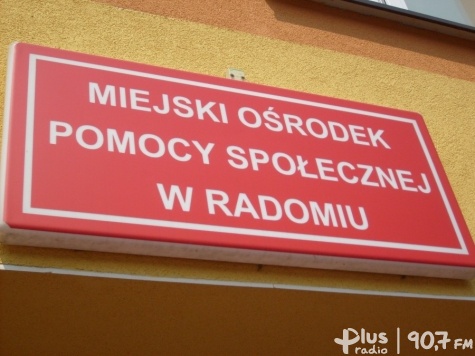 MIEJSKI OŚRODEK
POMOCY SPOŁECZNEJ
W RADOMIU
Plus radio 90,7 FM